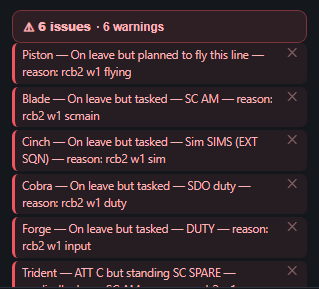 ⚠ 6 issues · 6 warnings
Piston — On leave but planned to fly this line —
reason: rcb2 w1 flying
Blade — On leave but tasked — SC AM — reason:
rcb2 w1 scmain
Cinch — On leave but tasked — Sim SIMS (EXT
SQN) — reason: rcb2 w1 sim
Cobra — On leave but tasked — SDO duty —
reason: rcb2 w1 duty
Forge — On leave but tasked — DUTY — reason:
rcb2 w1 input
Trident — ATT C but standing SC SPARE —